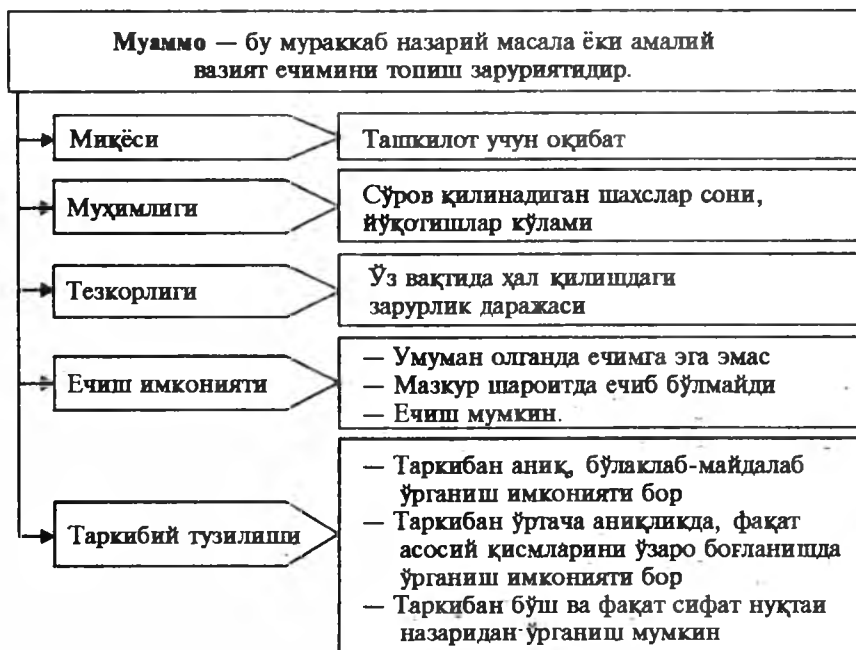 Муаммо — бу мураккаб назарий масала ёки амалий
вазият ечимини топиш заруриятидир.
Миқёси
Ташкилот учун оқибат
Муҳимлиги
Сўров қилинадиган шахслар сони,
йўқотишлар кўлами
Тезкорлиги
Ўз вақтида ҳал қилишдаги
зарурлик даражаси
Ечиш имконияти
— Умуман олганда ечимга эга эмас
— Мазкур шароитда ечиб бўлмайди
— Ечиш мумкин.
Таркибий тузилиши
— Таркибан аниқ, бўлаклаб-майдалаб
ўрганиш имконияти бор
— Таркибан ўртача аниқликда, фақат
асосий қисмларини ўзаро боғланишда
ўрганиш имконияти бор
— Таркибан бўш ва фақат сифат нуқтаи
назаридан ўрганиш мумкин